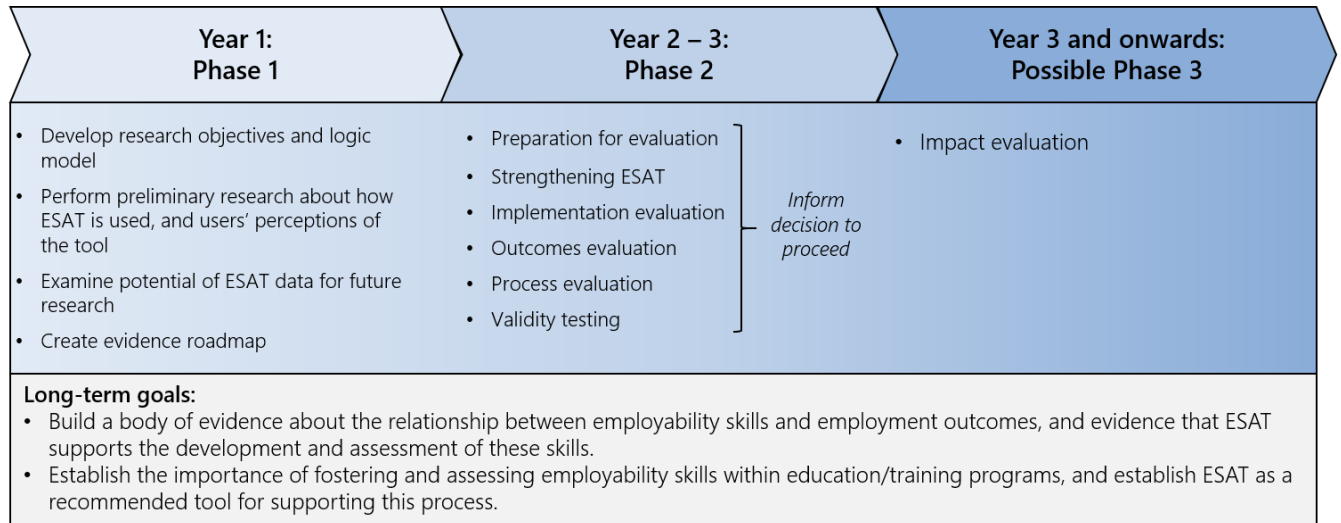 Year 1:
Phase 1
Year 2 – 3:
Phase 2
Year 3 and onwards:
Possible Phase 3
• Develop research objectives and logic
model
• Perform preliminary research about how
ESAT is used, and users’ perceptions of
the tool
• Examine potential of ESAT data for future
research
• Create evidence roadmap
• Preparation for evaluation
• Strengthening ESAT
• Implementation evaluation
• Outcomes evaluation
• Process evaluation
• Validity testing
Inform
decision to
proceed
• Impact evaluation
Long-term goals:
• Build a body of evidence about the relationship between employability skills and employment outcomes, and evidence that ESAT
supports the development and assessment of these skills.
• Establish the importance of fostering and assessing employability skills within education/training programs, and establish ESAT as a
recommended tool for supporting this process.